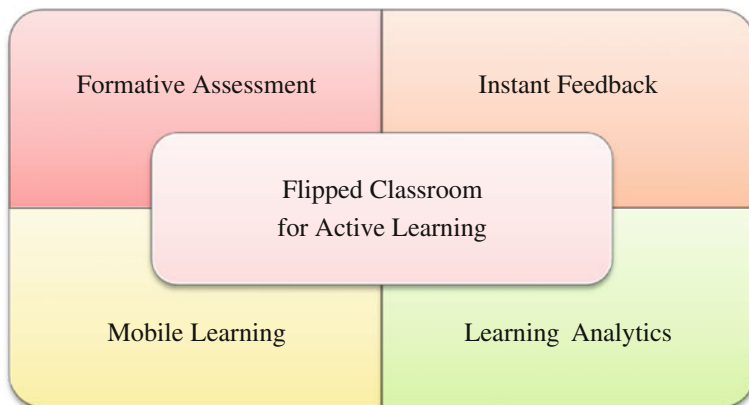 Formative Assessment
Instant Feedback
Flipped Classroom
for Active Learning
Mobile Learning
Learning Analytics